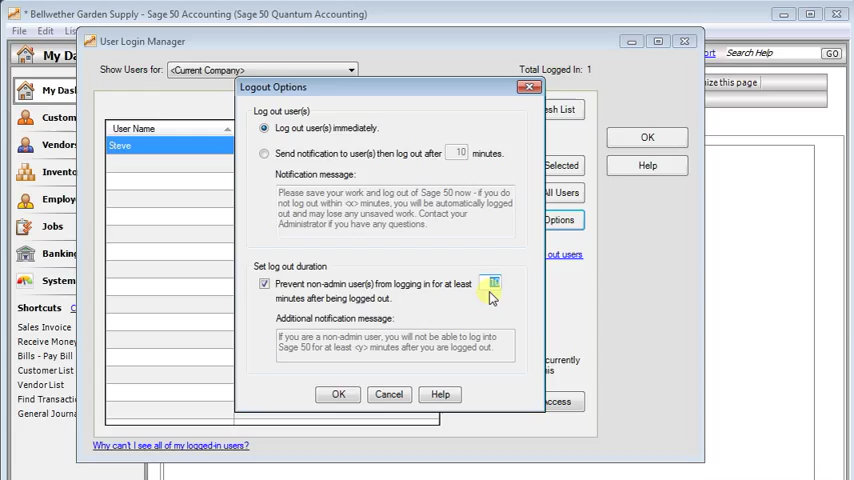 * Bellwether Garden Supply - Sage 50 Accounting (Sage 50 Quantum Accounting)
File Edit
User Login Manager
My Da
ort Search Help GO
Show Users for: <Current Company> Total Logged In: 1
Logout Options
My Dash
mize this page
Log out user(s)
esh List
Custom
User Name
Log out user(s) immediately.
OK
Vendors
Steve
Send notification to user(s) then log out after 10 minutes.
Selected
Help
Invento
Notification message:
Employ
Please save your work and log out of Sage 50 now - if you do
not log out within <x> minutes, you will be automatically logged
out and may lose any unsaved work. Contact your
Administrator if you have any questions.
All Users
Jobs
Options
Banking
out users
Set log out duration
System
Prevent non-admin user(s) from logging in for at least 10
minutes after being logged out.
Shortcuts
Additional notification message:
Sales Invoice
If you are a non-admin user, you will not be able to log into
Sage 50 for at least <y> minutes after you are logged out.
Receive Money
Bills - Pay Bill
currently
this
Customer List
Vendor List
OK Cancel Help
Access
Find Transactio
General Journa
Why can't I see all of my logged-in users?